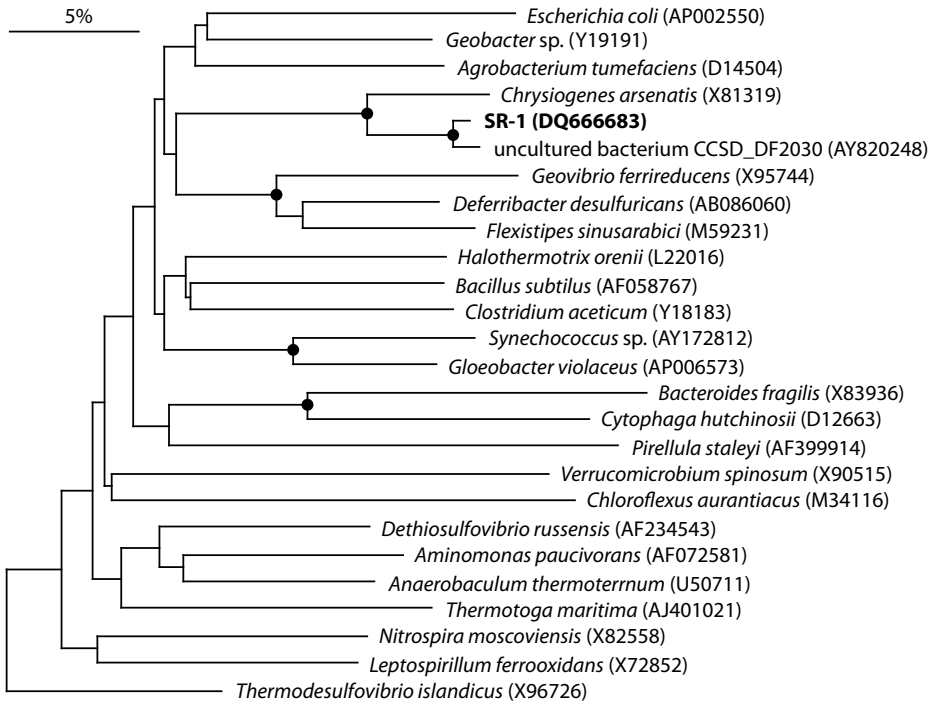 5%
Escherichia coli (AP002550)
Geobacter sp. (Y19191)
Agrobacterium tumefaciens (D14504)
Chrysiogenes arsenatis (X81319)
SR-1 (DQ666683)
uncultured bacterium CCSD_DF2030 (AY820248)
Geovibrio ferrireducens (X95744)
Deferribacter desulfuricans (AB086060)
Flexistipes sinusarabici (M59231)
Halothermotrix orenii (L22016)
Bacillus subtilus (AF058767)
Clostridium aceticum (Y18183)
Synechococcus sp. (AY172812)
Gloeobacter violaceus (AP006573)
Bacteroides fragilis (X83936)
Cytophaga hutchinosii (D12663)
Pirellula staleyi (AF399914)
Verrucomicrobium spinosum (X90515)
Chloroflexus aurantiacus (M34116)
Dethiosulfovibrio russensis (AF234543)
Aminomonas paucivorans (AF072581)
Anaerobaculum thermoterrnum (U50711)
Thermotoga maritima (AJ401021)
Nitrospira moscoviensis (X82558)
Leptospirillum ferrooxidans (X72852)
Thermodesulfovibrio islandicus (X96726)